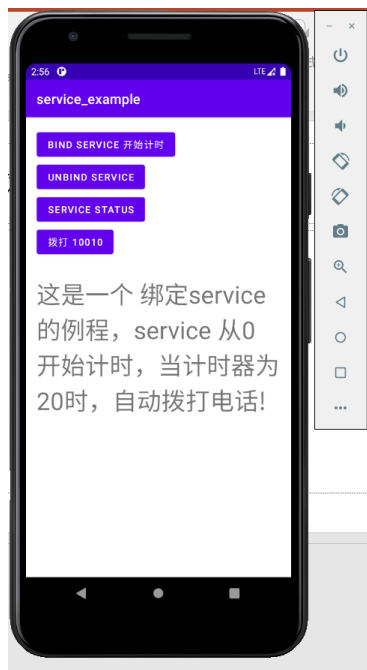 2:56
LTE
service_example
BIND SERVICE 开始计时
UNBIND SERVICE
SERVICE STATUS
拨打 10010
这是一个 绑定service
的例程，service 从0
开始计时，当计时器为
20时，自动拨打电话!